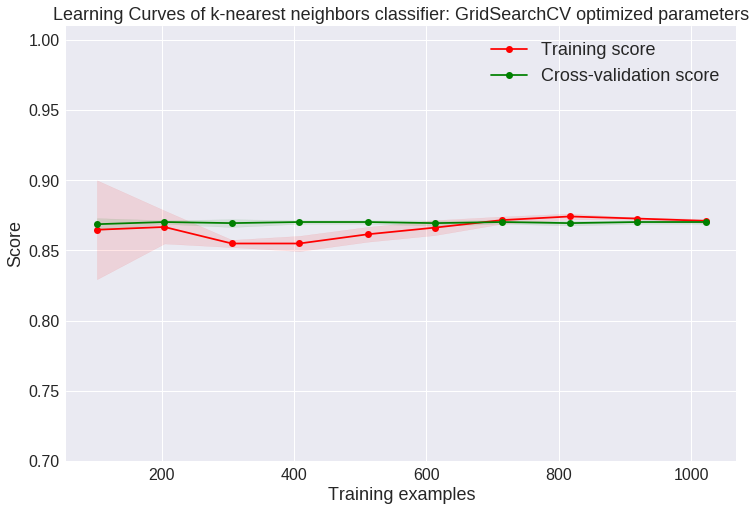 Learning Curves of k-nearest neighbors classifier: GridSearchCV optimized parameters
1.00
Training score
Cross-validation score
0.95
0.90
Score
0.85
0.80
0.75
0.70
200 400 600 800 1000
Training examples